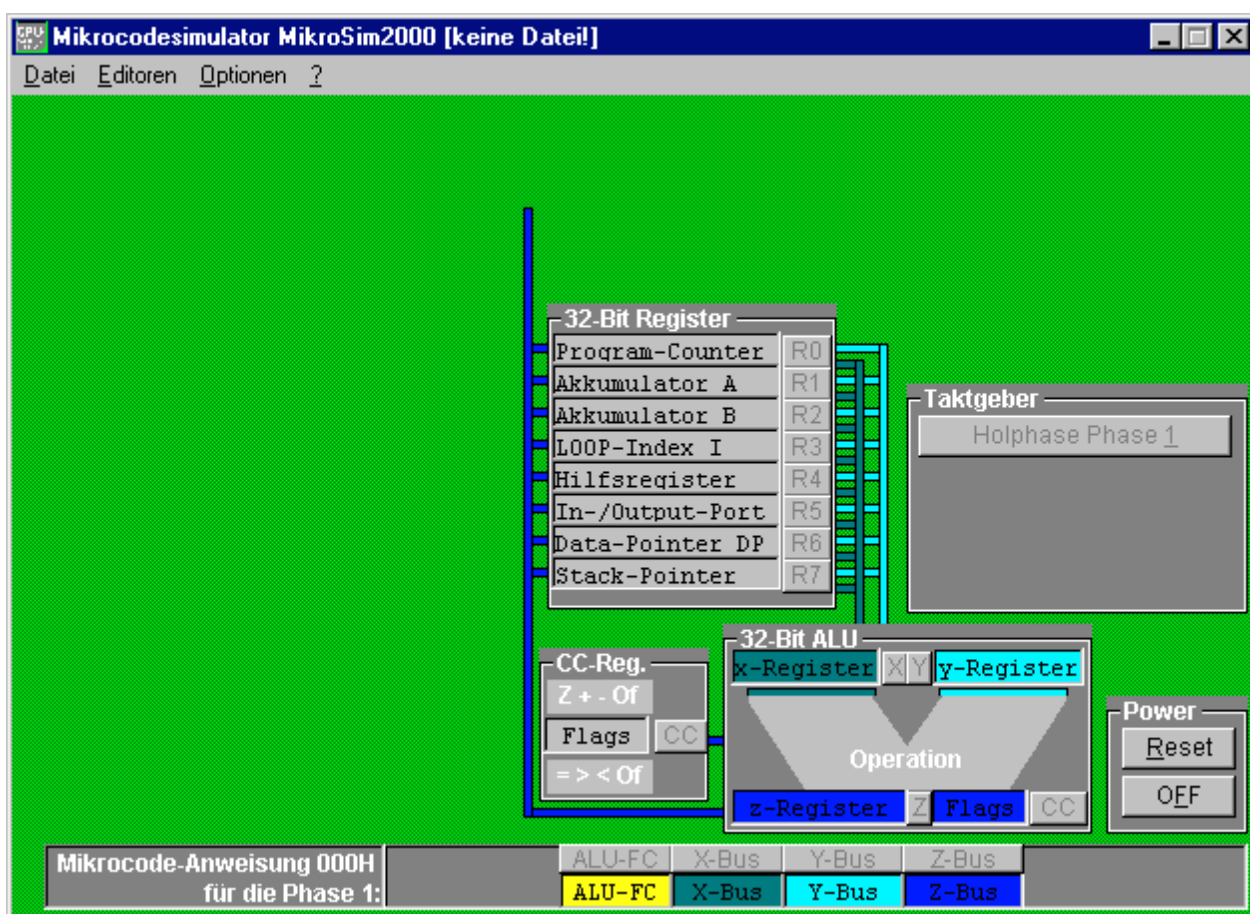 Mikrocodesimulator MikroSim2000 [keine Datei!]
Datei Editoren Optionen ?
32-Bit Register
Program-Counter R0
Akkumulator A R1
Akkumulator B R2
LOOP-Index I R3
Hilfsregister R4
In-/Output-Port R5
Data-Pointer DP R6
Stack-Pointer R7
Taktgeber
Holphase Phase 1
CC-Reg.
Z + - Of
Flags CC
= > < Of
32-Bit ALU
x-Register X Y y-Register
Operation
z-Register Z Flags CC
Power
Reset
OFF
Mikrocode-Anweisung 000H
für die Phase 1:
ALU-FC X-Bus Y-Bus Z-Bus
ALU-FC X-Bus Y-Bus Z-Bus